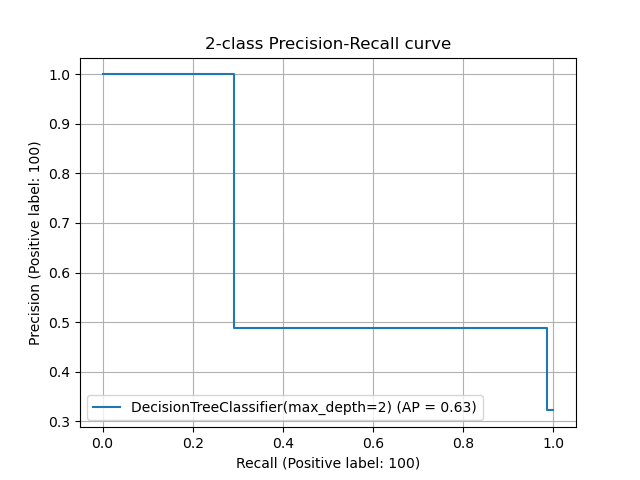 2-class Precision-Recall curve
Precision (Positive label: 100)
1.0
0.9
0.8
0.7
0.6
0.5
0.4
0.3
DecisionTreeClassifier(max_depth=2) (AP = 0.63)
0.0 0.2 0.4 0.6 0.8 1.0
Recall (Positive label: 100)